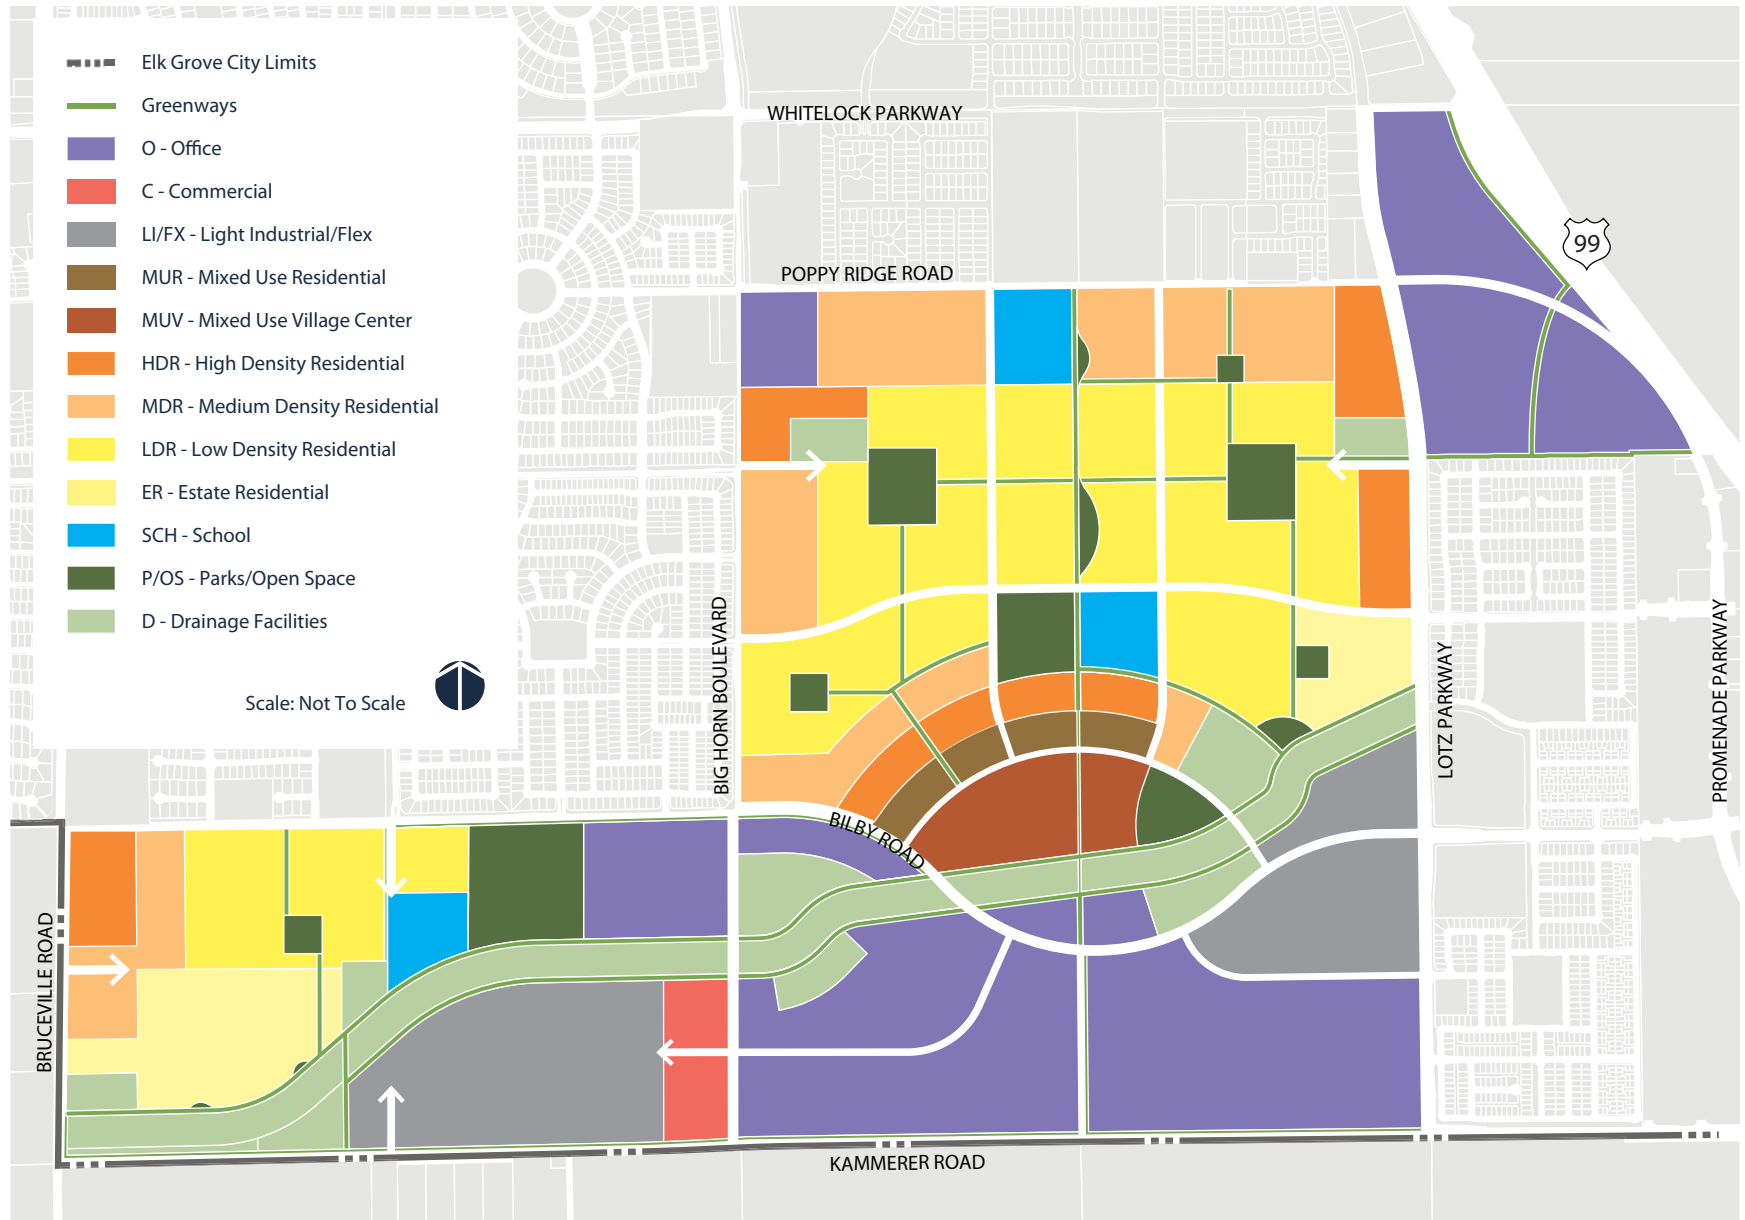 Elk Grove City Limits
Greenways
O - Office
C - Commercial
LI/FX - Light Industrial/Flex
MUR - Mixed Use Residential
MUV - Mixed Use Village Center
HDR - High Density Residential
MDR - Medium Density Residential
LDR - Low Density Residential
ER - Estate Residential
SCH - School
P/OS - Parks/Open Space
D - Drainage Facilities
Scale: Not To Scale
WHITELOCK PARKWAY
99
POPPY RIDGE ROAD
BIG HORN BOULEVARD
LOTZ PARKWAY
PROMENADE PARKWAY
BILBY ROAD
BRUCEVILLE ROAD
KAMMERER ROAD